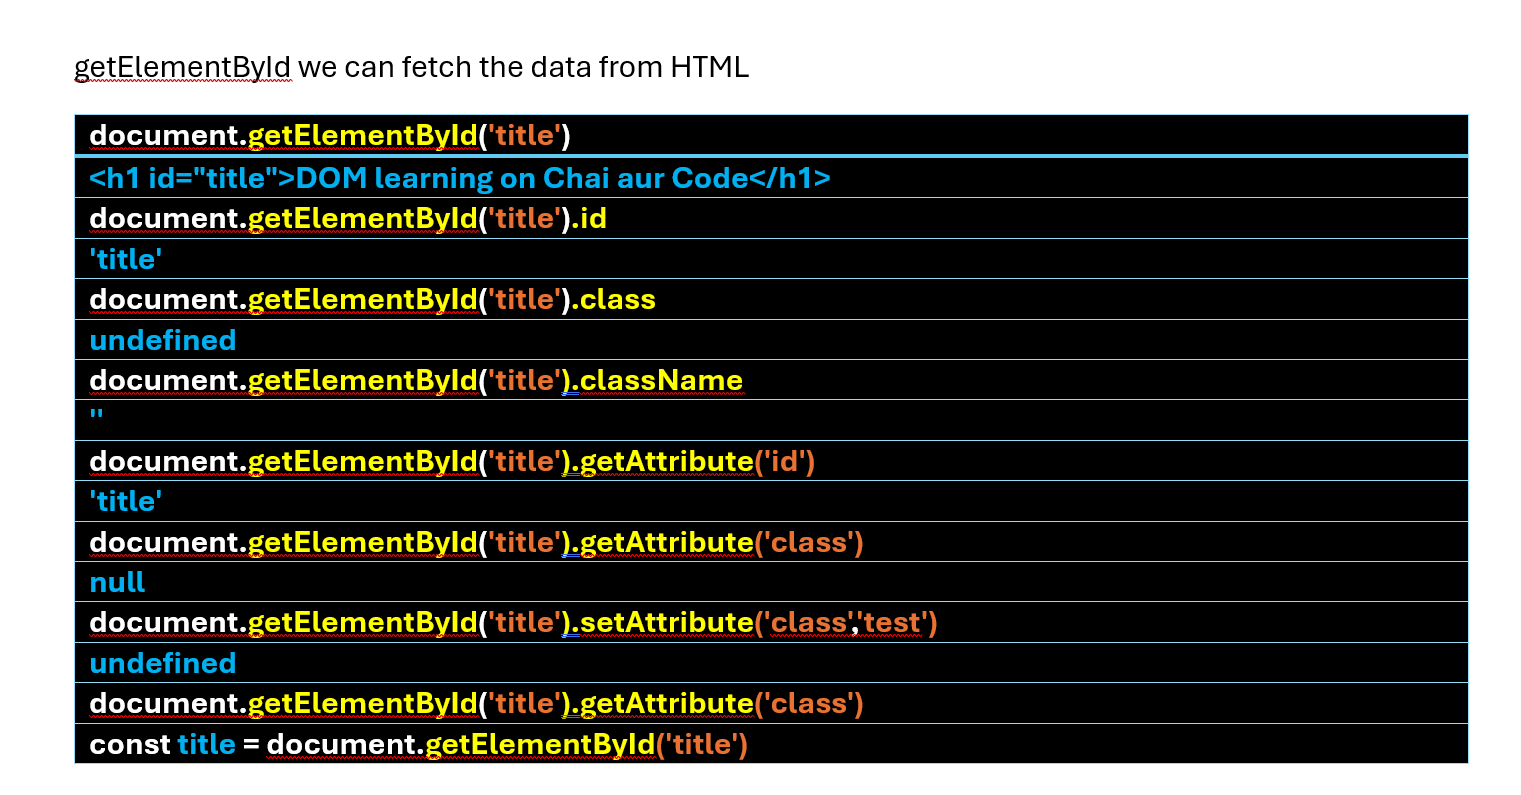 getElementById we can fetch the data from HTML
document.getElementById('title')
<h1 id="title">DOM learning on Chai aur Code</h1>
document.getElementById('title').id
'title'
document.getElementById('title').class
undefined
document.getElementById('title').className
''
document.getElementById('title').getAttribute('id')
'title'
document.getElementById('title').getAttribute('class')
null
document.getElementById('title').setAttribute('class','test')
undefined
document.getElementById('title').getAttribute('class')
const title = document.getElementById('title')